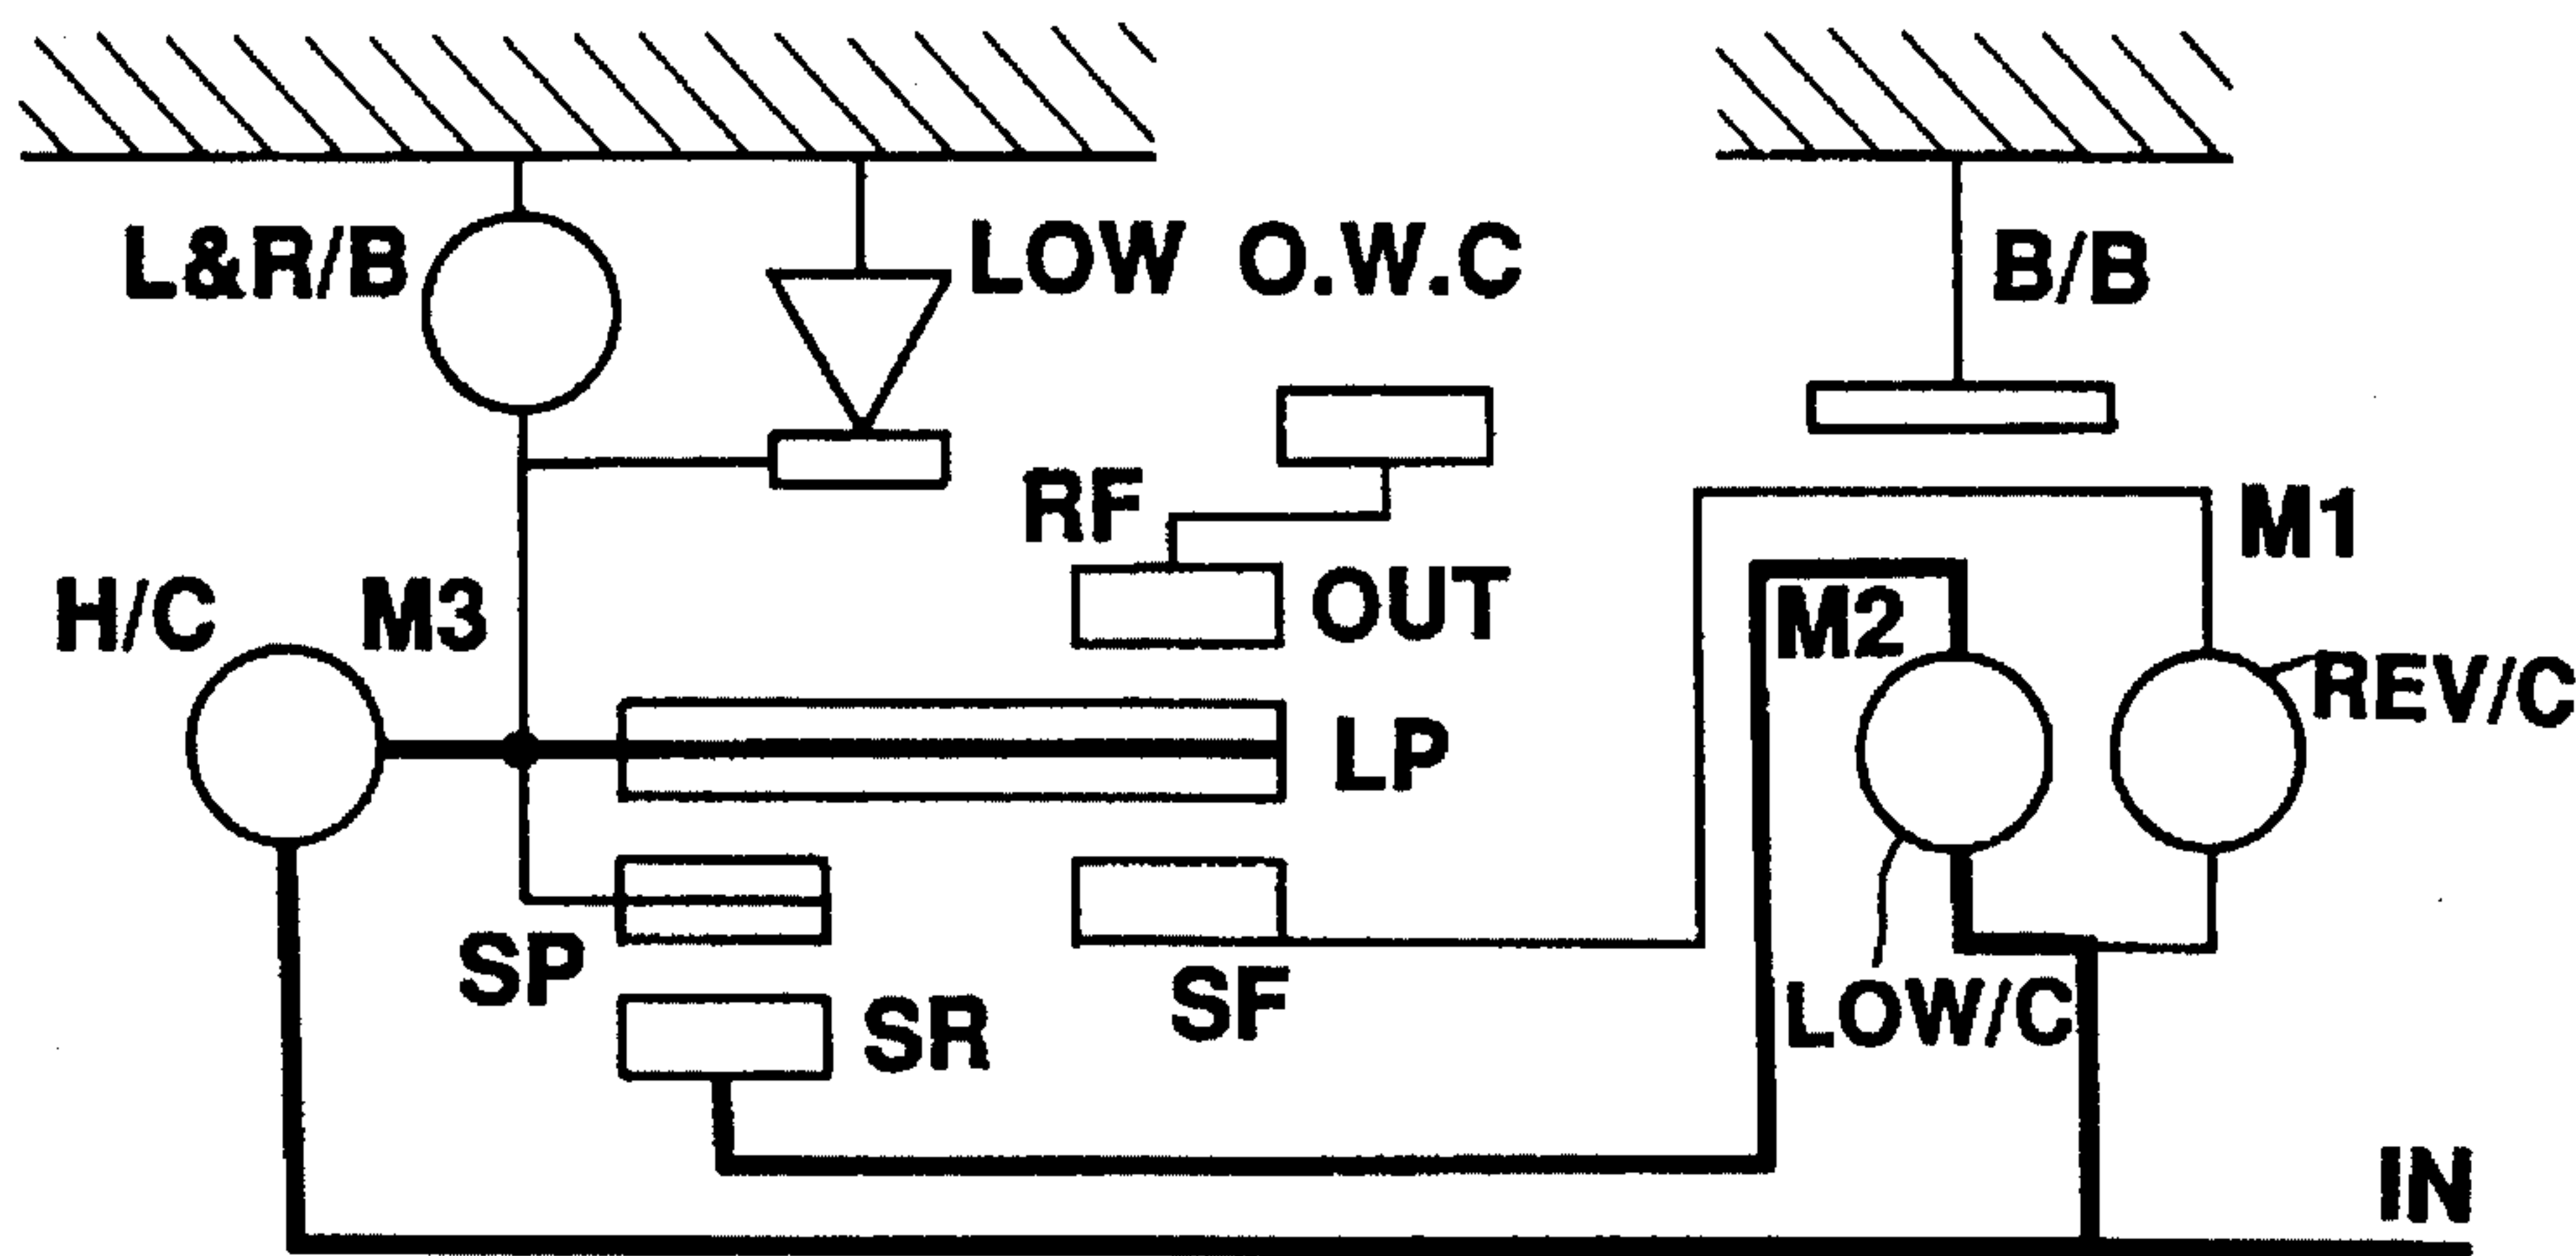 L&R/B
LOW O.W.C
B/B
RF
M1
H/C
M3
OUT
M2
REV/C
LP
SP
SR
SF
LOW/C
IN